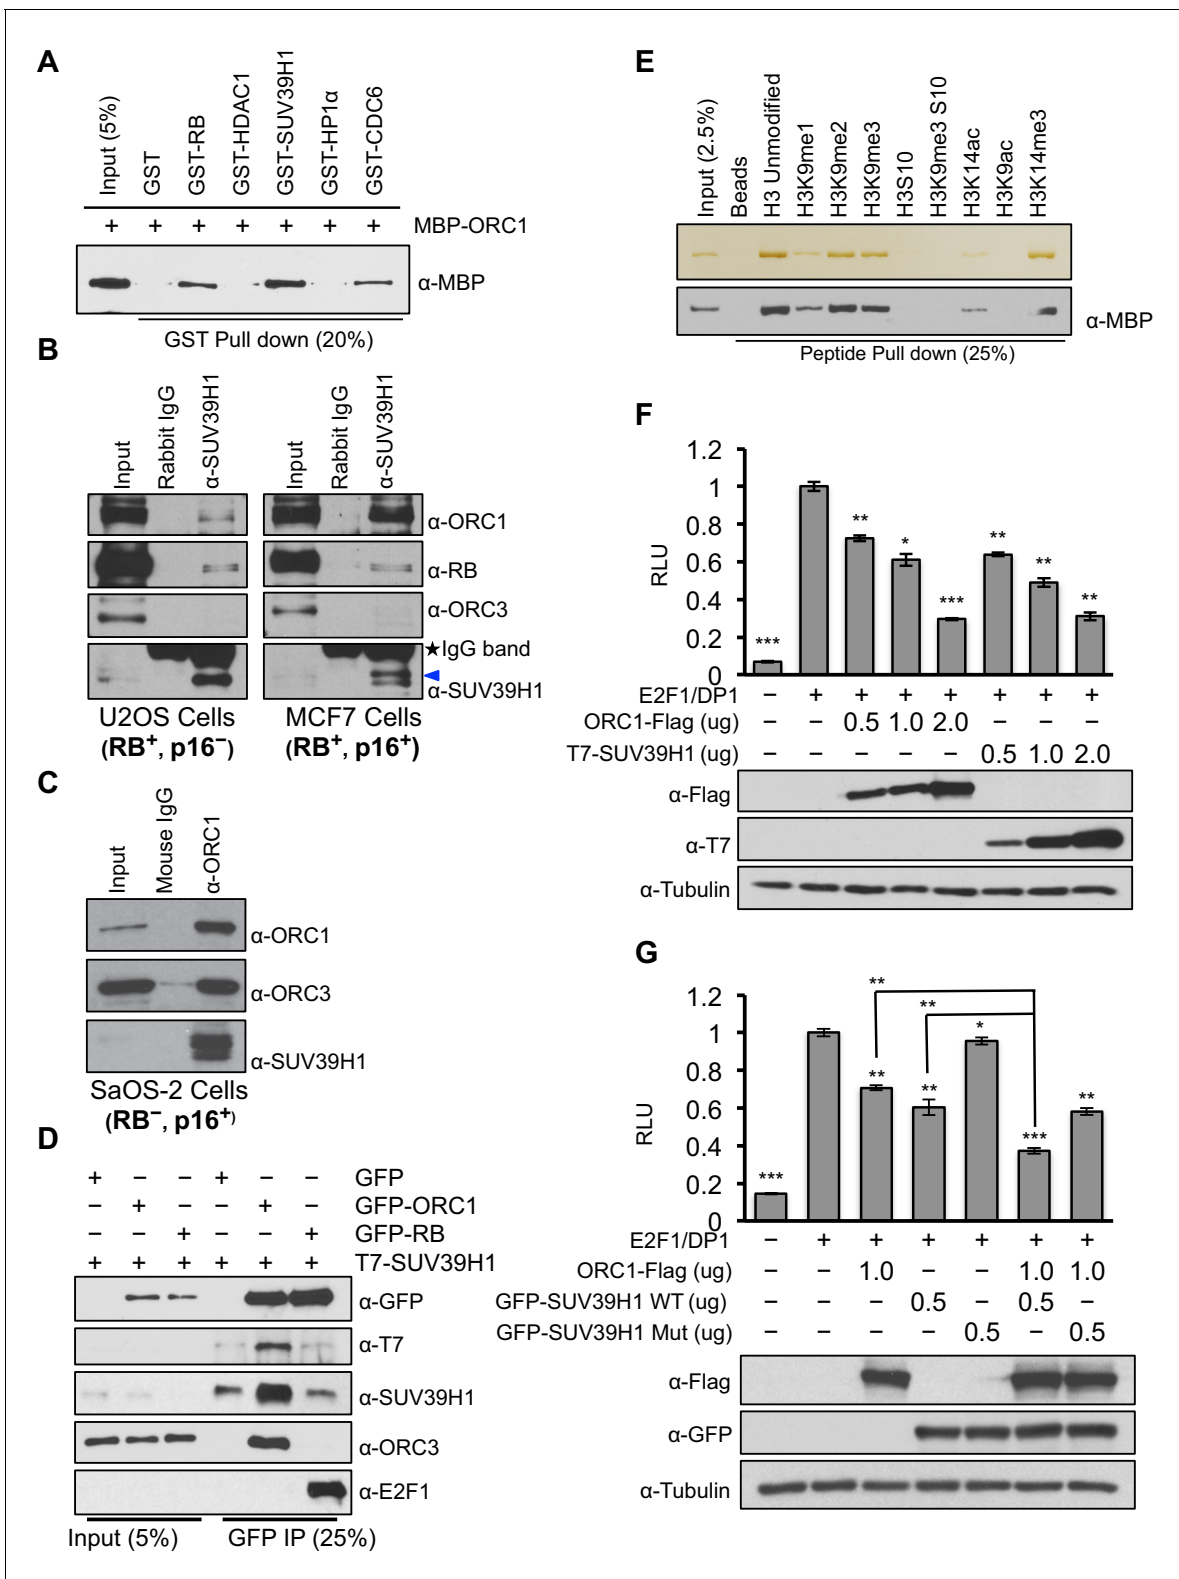 A
Input (5%)
GST
GST-RB
GST-HDAC1
GST-SUV39H1
GST-HP1α
GST-CDC6
+ + + + + + + MBP-ORC1
α-MBP
GST Pull down (20%)
B
Input
Rabbit IgG
α-SUV39H1
Input
Rabbit IgG
α-SUV39H1
α-ORC1
α-RB
α-ORC3
★IgG band
α-SUV39H1
U2OS Cells
(RB⁺, p16⁻)
MCF7 Cells
(RB⁺, p16⁺)
C
Input
Mouse IgG
α-ORC1
α-ORC1
α-ORC3
α-SUV39H1
SaOS-2 Cells
(RB⁻, p16⁺)
D
+ – – + – – GFP
– + – – + – GFP-ORC1
– – + – – + GFP-RB
+ + + + + + T7-SUV39H1
α-GFP
α-T7
α-SUV39H1
α-ORC3
α-E2F1
Input (5%)
GFP IP (25%)
E
Input (2.5%)
Beads
H3 Unmodified
H3K9me1
H3K9me2
H3K9me3
H3S10
H3K9me3 S10
H3K14ac
H3K9ac
H3K14me3
α-MBP
Peptide Pull down (25%)
F
1.2
1
0.8
0.6
0.4
0.2
0
RLU
*** ** * *** ** ** **
E2F1/DP1 – + + + + + + +
ORC1-Flag (ug) – – 0.5 1.0 2.0 – – –
T7-SUV39H1 (ug) – – – – – 0.5 1.0 2.0
α-Flag
α-T7
α-Tubulin
G
1.2
1
0.8
0.6
0.4
0.2
0
RLU
**
**
*** ** ** * *** **
E2F1/DP1 – + + + + + +
ORC1-Flag (ug) – – 1.0 – – 1.0 1.0
GFP-SUV39H1 WT (ug) – – – 0.5 – 0.5 –
GFP-SUV39H1 Mut (ug) – – – – 0.5 – 0.5
α-Flag
α-GFP
α-Tubulin